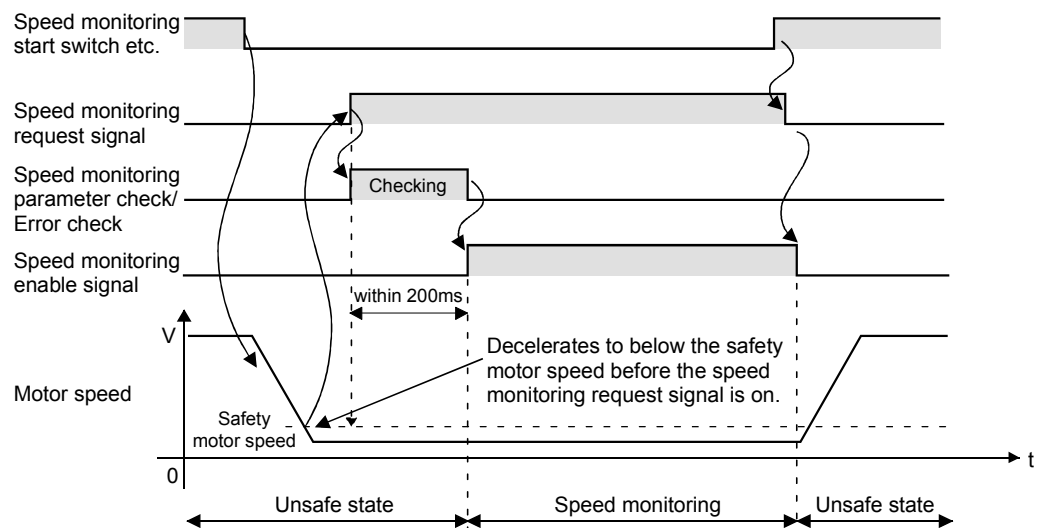 Speed monitoring
start switch etc.
Speed monitoring
request signal
Speed monitoring
parameter check/
Error check
Checking
Speed monitoring
enable signal
within 200ms
V
Decelerates to below the safety
motor speed before the speed
monitoring request signal is on.
Motor speed
Safety
motor speed
t
0
Unsafe state
Speed monitoring
Unsafe state